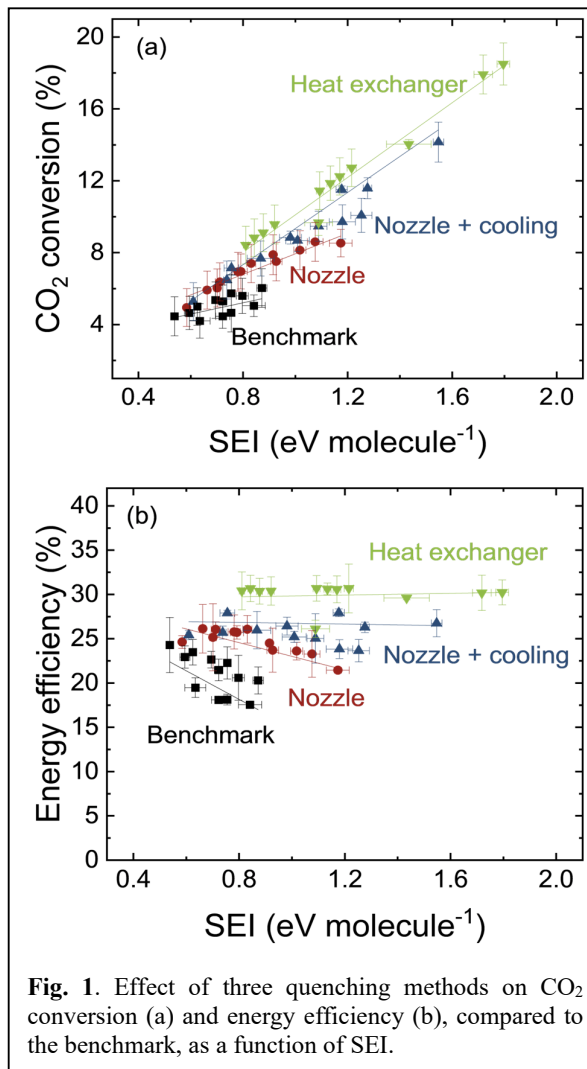 (a)
20
16
12
8
4
CO₂ conversion (%)
Heat exchanger
Nozzle + cooling
Nozzle
Benchmark
0.4 0.8 1.2 1.6 2.0
SEI (eV molecule⁻¹)
(b)
40
35
30
25
20
15
10
5
0
Energy efficiency (%)
Heat exchanger
Nozzle + cooling
Nozzle
Benchmark
0.4 0.8 1.2 1.6 2.0
SEI (eV molecule⁻¹)
Fig. 1. Effect of three quenching methods on CO₂
conversion (a) and energy efficiency (b), compared to
the benchmark, as a function of SEI.